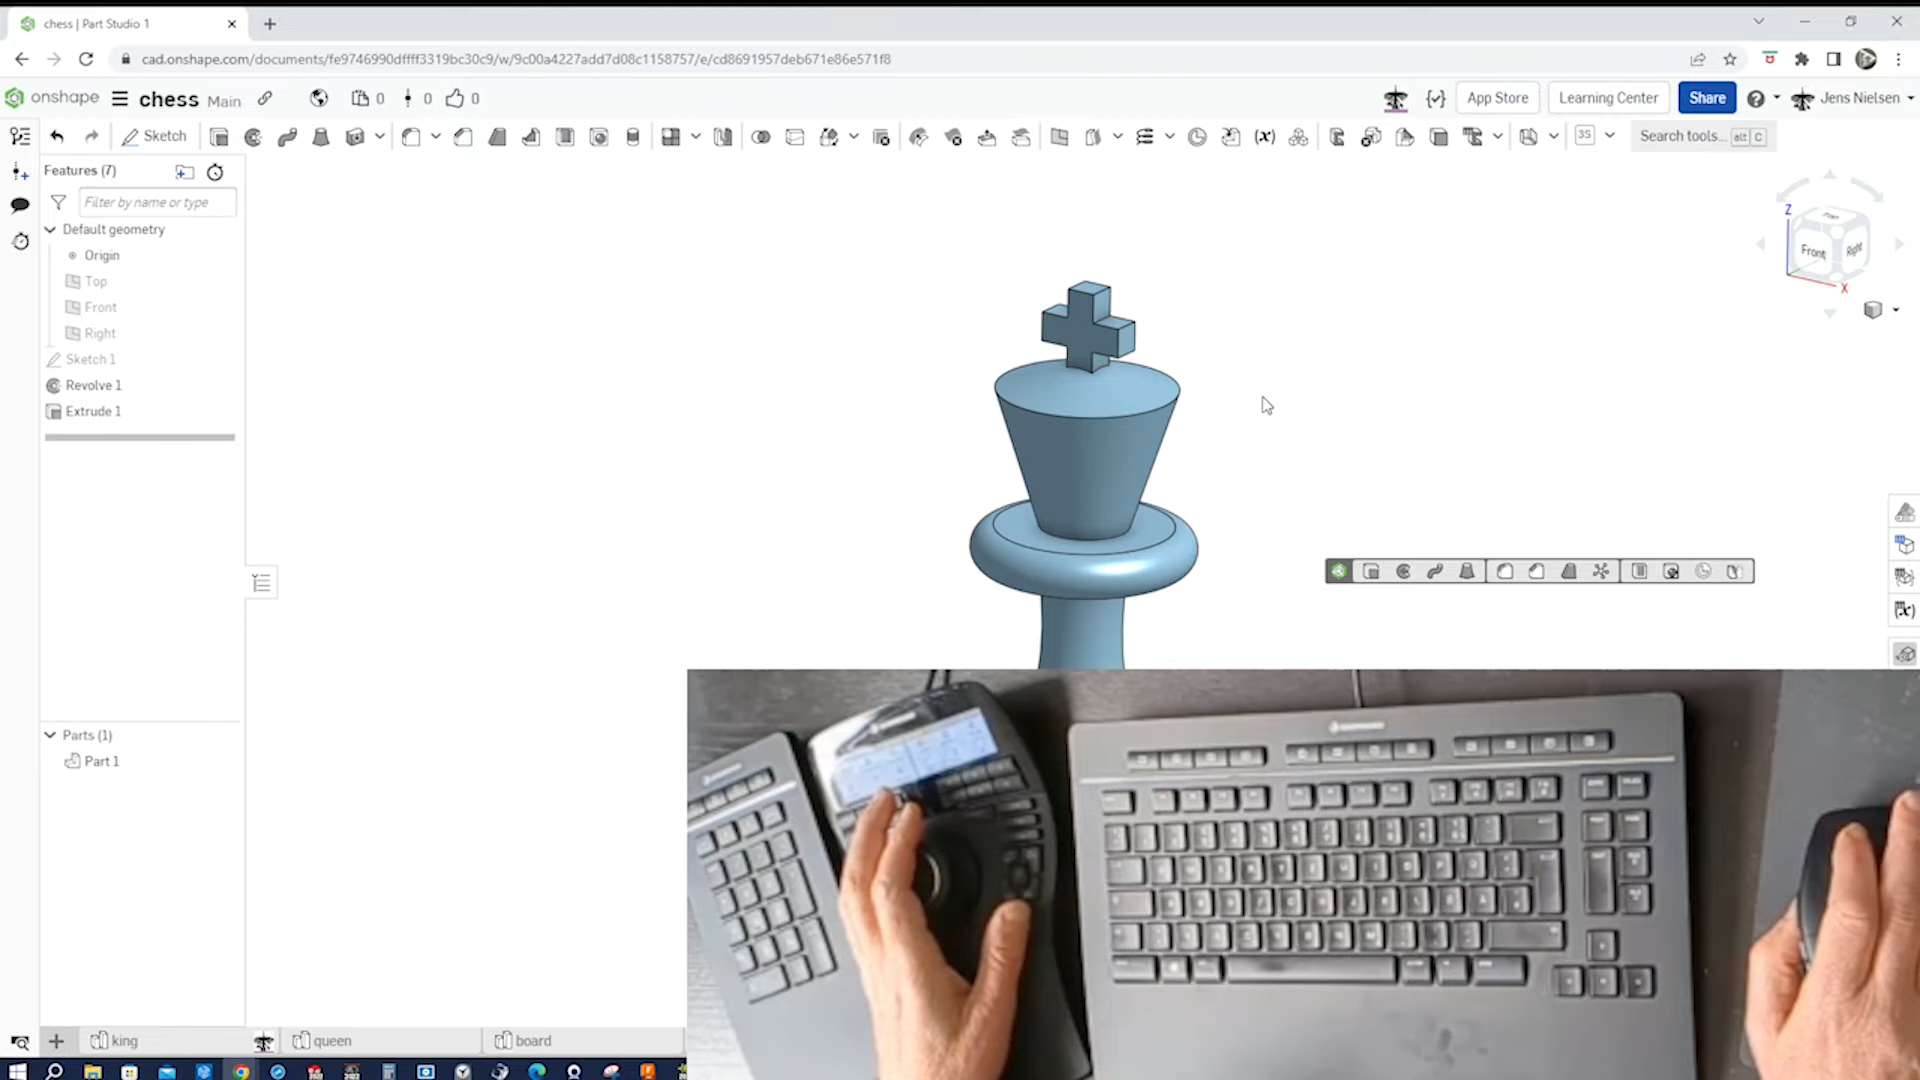 chess | Part Studio 1
cad.onshape.com/documents/fe9746990dffff3319bc30c9/w/9c00a4227add7d08c1158757/e/cd8691957deb671e86e571f8
onshape chess Main 0 0 0 App Store Learning Center Share Jens Nielsen
Sketch (x) 3S Search tools... alt C
Features (7)
Filter by name or type
Default geometry
Origin
Top
Front
Right
Sketch 1
Revolve 1
Extrude 1
Z
Front Right
X
(x)
Parts (1)
Part 1
king queen board